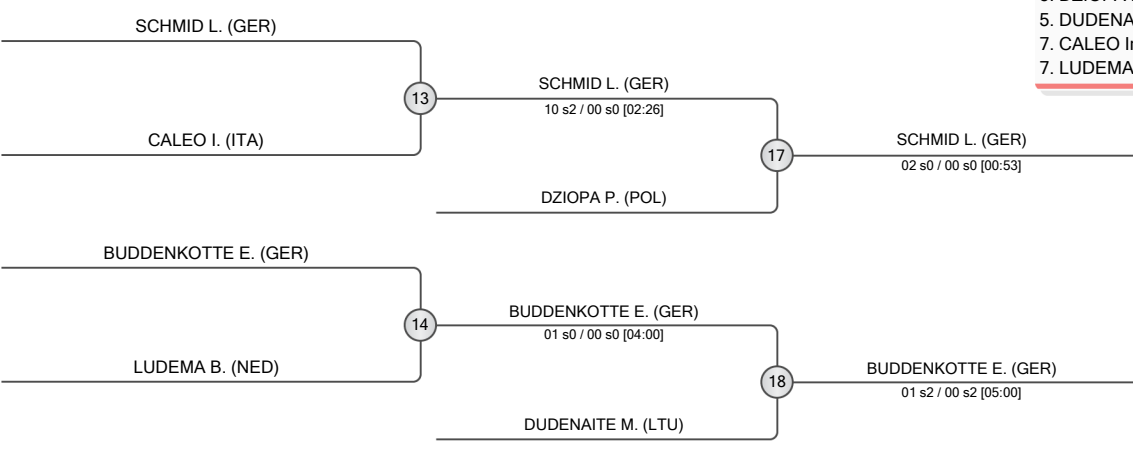 5. DUDENA
7. CALEO
7. LUDEMA
SCHMID L. (GER)
13
CALEO I. (ITA)
SCHMID L. (GER)
10 s2 / 00 s0 [02:26]
17
DZIOPA P. (POL)
SCHMID L. (GER)
02 s0 / 00 s0 [00:53]
BUDDENKOTTE E. (GER)
14
LUDEMA B. (NED)
BUDDENKOTTE E. (GER)
01 s0 / 00 s0 [04:00]
18
DUDENAITE M. (LTU)
BUDDENKOTTE E. (GER)
01 s2 / 00 s2 [05:00]